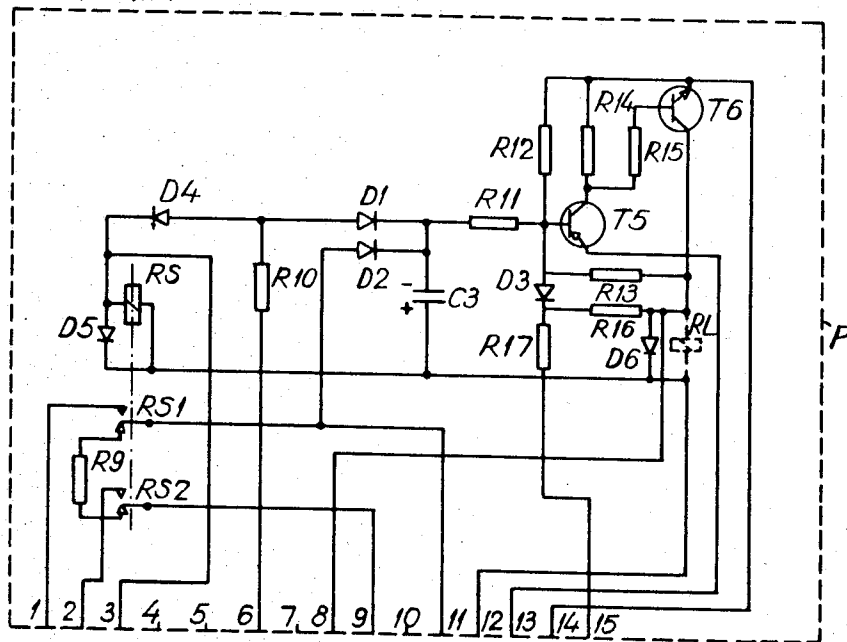 R14
T6
R12
R15
D4
D1
R11
T5
RS
R10
D2
D3
R13
C3
-
+
R16
RL
D5
R17
D6
P
RS1
R9
RS2
1 2 3 4 5 6 7 8 9 10 11 12 13 14 15